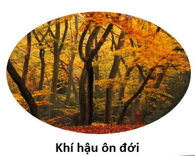 Khí hậu ôn đới